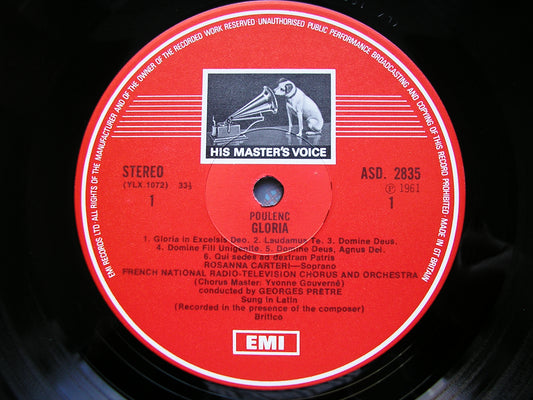 EMI RECORDS LTD ALL RIGHTS OF THE MANUFACTURER AND OF THE OWNER OF THE RECORDED WORK RESERVED UNAUTHORISED PUBLIC PERFORMANCE BROADCASTING AND COPYING OF THIS RECORD PROHIBITED MADE IN GT BRITAIN
HIS MASTER'S VOICE
STEREO
(YLX.1072) 33⅓
1
ASD. 2835
Ⓟ 1961
1
POULENC
GLORIA
1. Gloria in Excelsis Deo. 2. Laudamus Te. 3. Domine Deus.
4. Domine Fili Unigenite. 5. Domine Deus, Agnus Dei.
6. Qui sedes ad dextram Patris
ROSANNA CARTERI—Soprano
FRENCH NATIONAL RADIO-TELEVISION CHORUS AND ORCHESTRA
(Chorus Master: Yvonne Gouverné)
conducted by GEORGES PRÊTRE
Sung in Latin
(Recorded in the presence of the composer)
Britico
EMI